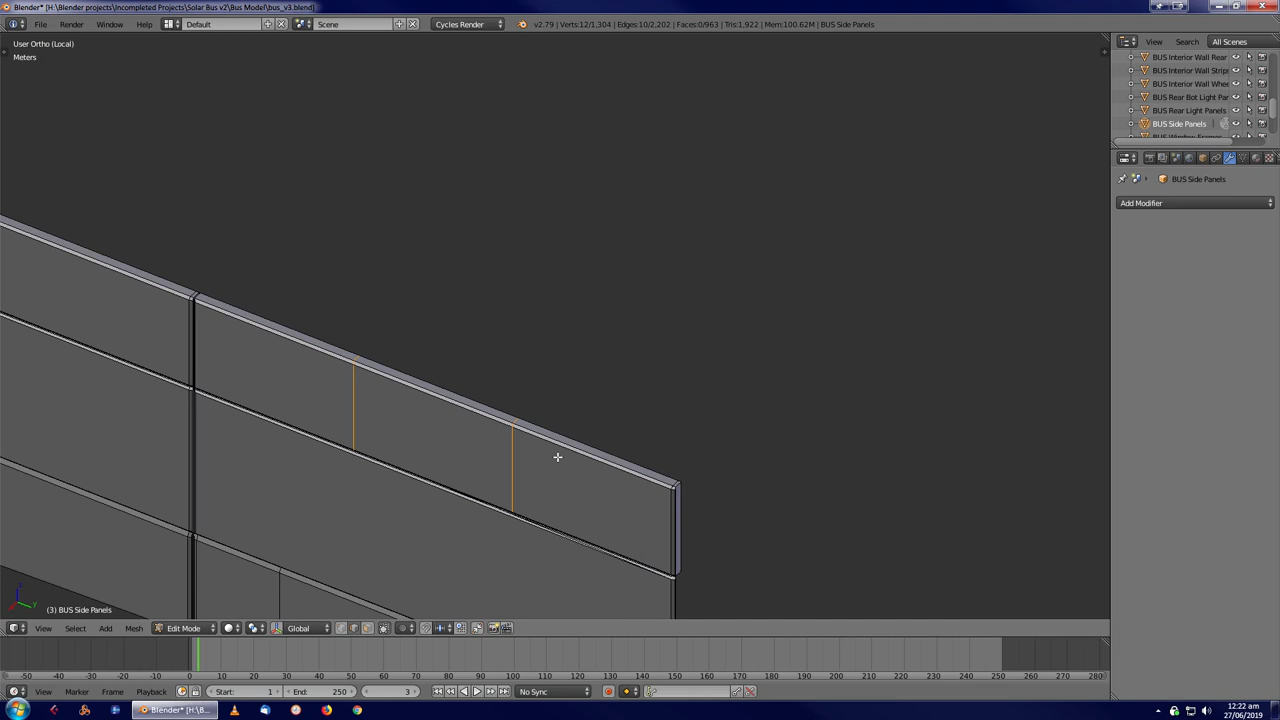 Blender* [H:\Blender projects\Incompleted Projects\Solar Bus v2\Bus Model\bus_v3.blend]
File Render Window Help Default Scene Cycles Render v2.79 | Verts:12/1,304 | Edges:10/2,202 | Faces:0/963 | Tris:1,922 | Mem:100.62M | BUS Side Panels
User Ortho (Local)
Meters
View Search All Scenes
BUS Interior Wall Rear
BUS Interior Wall Strips
BUS Interior Wall Whee
BUS Rear Bot Light Par
BUS Rear Light Panels
BUS Side Panels
BUS Window Frames
BUS Side Panels
Add Modifier
(3) BUS Side Panels
View Select Add Mesh Edit Mode Global
-50 -40 -30 -20 -10 0 10 20 30 40 50 60 70 80 90 100 110 120 130 140 150 160 170 180 190 200 210 220 230 240 250 260 270 280
View Marker Frame Playback Start: 1 End: 250 3 No Sync
Blender* [H:\B...
12:22 am
27/06/2019